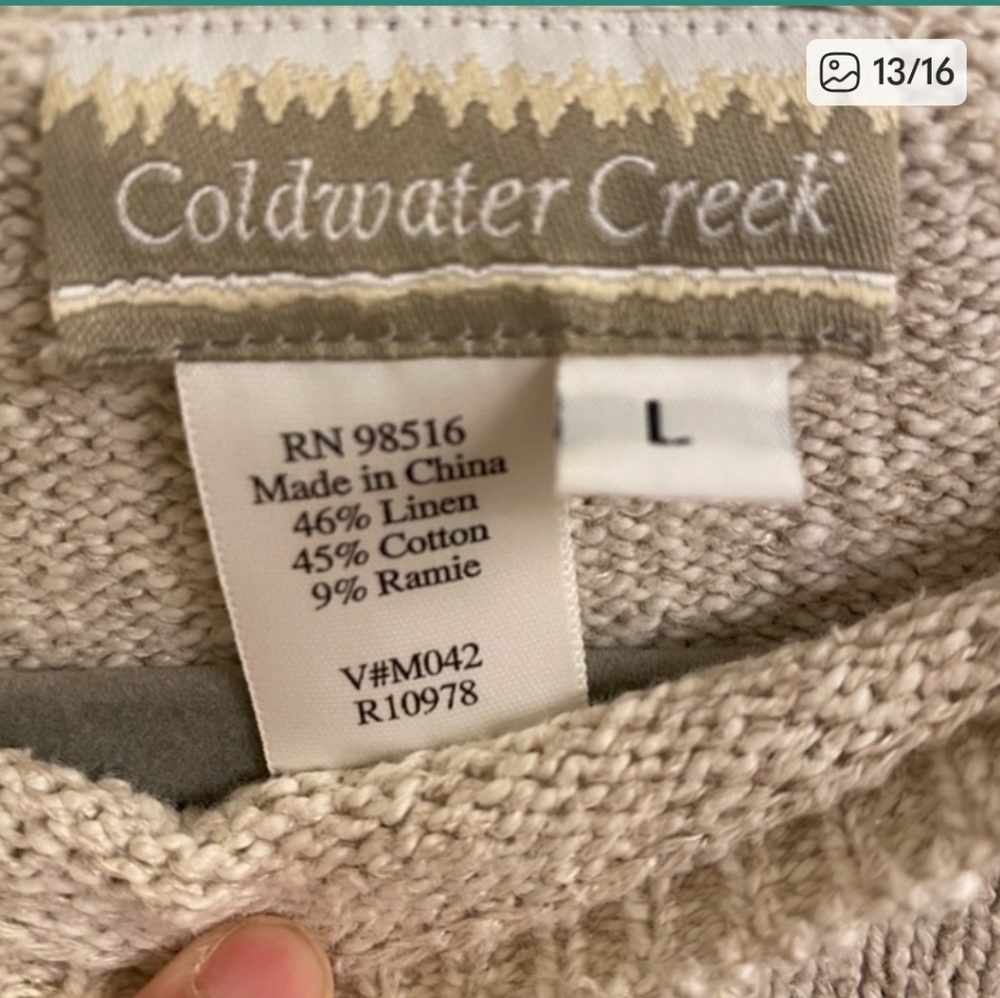 13/16
Coldwater Creek
L
RN 98516
Made in China
46% Linen
45% Cotton
9% Ramie
V#M042
R10978